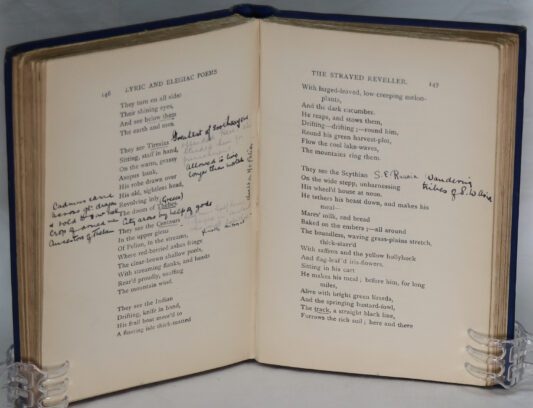 146 LYRIC AND ELEGIAC POEMS
They turn on all sides
Their shining eyes,
And see below them
The earth and men.
They see Tiresias
Sitting, staff in hand,
On the warm, grassy
Asopus bank,
His robe drawn over
His old, sightless head,
Revolving inly
The doom of Thebes.
They see the Centaurs
In the upper glens
Of Pelion, in the streams,
Where red-berried ashes fringe
The clear-brown shallow pools,
With streaming flanks, and heads
Rear'd proudly, snuffing
The mountain wind.
They see the Indian
Drifting, knife in hand,
His frail boat moor'd to
A floating isle thick-matted
Greatest of Soothsayers
allowed to live
longer than most
Greece
City arose by help of gods
THE STRAYED REVELLER. 147
With large-leaved, low-creeping melon-
plants,
And the dark cucumber.
He reaps, and stows them,
Drifting—drifting;—round him,
Round his green harvest-plot,
Flow the cool lake-waves,
The mountains ring them.
They see the Scythian
On the wide stepp, unharnessing
His wheel'd house at noon.
He tethers his beast down, and makes his
meal—
Mares' milk, and bread
Baked on the embers;—all around
The boundless, waving grass-plains stretch,
thick-starr'd
With saffron and the yellow hollyhock
And flag-leaf'd iris-flowers.
Sitting in his cart
He makes his meal; before him, for long
miles,
Alive with bright green lizards,
And the springing bustard-fowl,
The track, a straight black line,
Furrows the rich soil; here and there
S.E. Russia
Wandering
tribes of